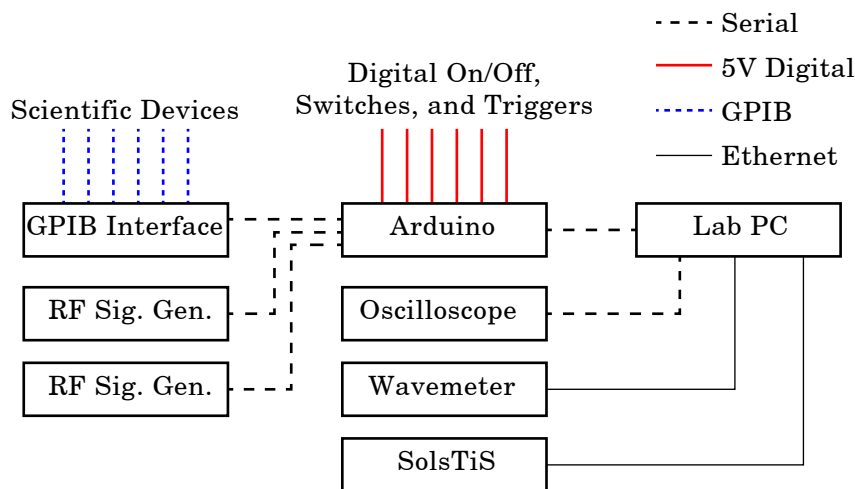 Serial
5V Digital
GPIB
Ethernet
Digital On/Off,
Switches, and Triggers
Scientific Devices
GPIB Interface
Arduino
Lab PC
RF Sig. Gen.
Oscilloscope
RF Sig. Gen.
Wavemeter
SolsTiS